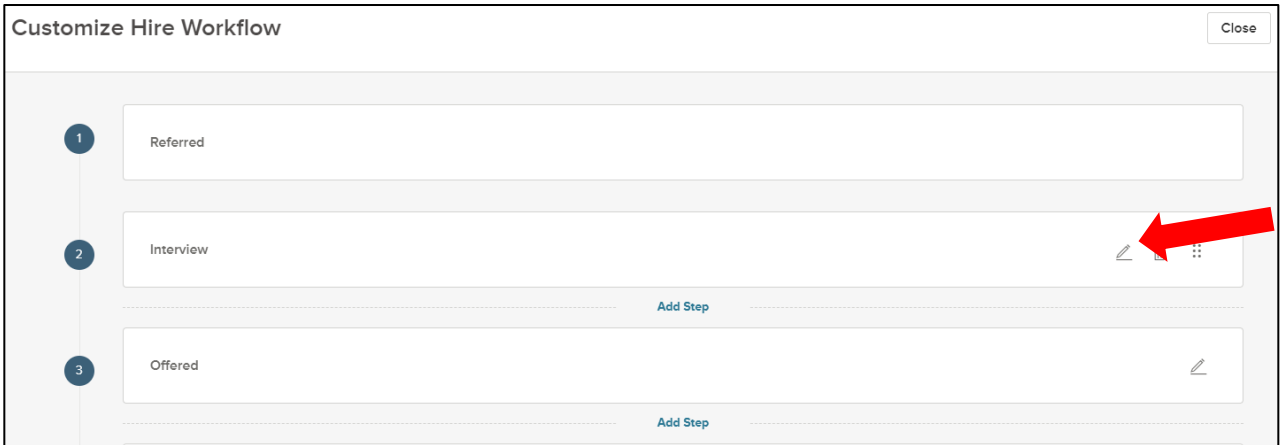 Customize Hire Workflow
Close
1
Referred
2
Interview
Add Step
3
Offered
Add Step